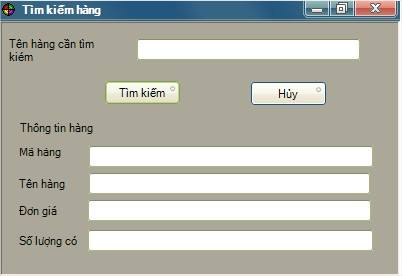 Tìm kiếm hàng
Tên hàng cần tìm
kiếm
Tìm kiếm
Hủy
Thông tin hàng
Mã hàng
Tên hàng
Đơn giá
Số lượng có